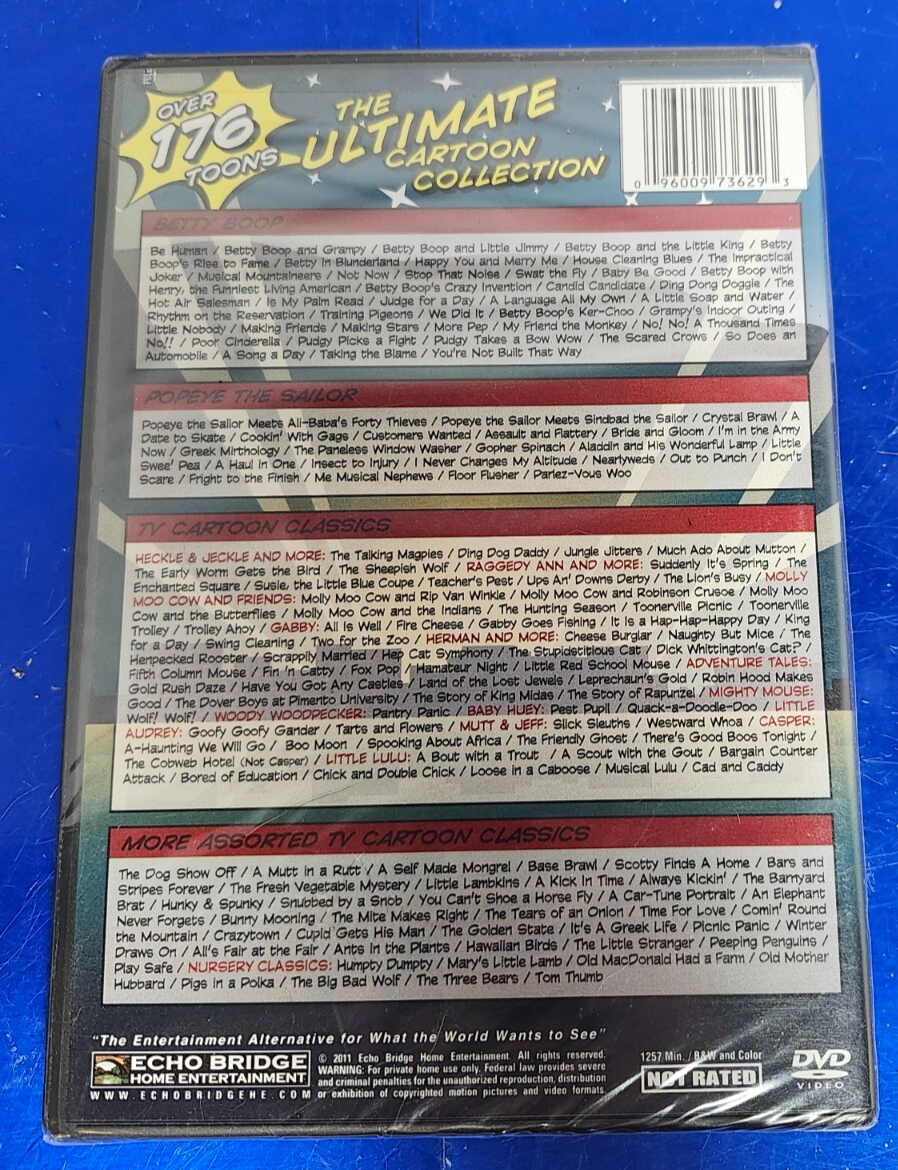 OVER
176
TOONS
THE
ULTIMATE
CARTOON
COLLECTION
0 96009 73629 3
BETTY BOOP
Be Human / Betty Boop and Grampy / Betty Boop and Little Jimmy / Betty Boop and the Little King / Betty
Boop's Rise to Fame / Betty in Blunderland / Happy You and Merry Me / House Cleaning Blues / The Impractical
Joker / Musical Mountaineers / Not Now / Stop That Noise / Swat the Fly / Baby Be Good / Betty Boop with
Henry, the Funniest Living American / Betty Boop's Crazy Invention / Candid Candidate / Ding Dong Doggie / The
Hot Air Salesman / Is My Palm Read / Judge for a Day / A Language All My Own / A Little Soap and Water /
Rhythm on the Reservation / Training Pigeons / We Did It / Betty Boop's Ker-Choo / Grampy's Indoor Outing /
Little Nobody / Making Friends / Making Stars / More Pep / My Friend the Monkey / No! No! A Thousand Times
No!! / Poor Cinderella / Pudgy Picks a Fight / Pudgy Takes a Bow Wow / The Scared Crows / So Does an
Automobile / A Song a Day / Taking the Blame / You're Not Built That Way
POPEYE THE SAILOR
Popeye the Sailor Meets Ali-Baba's Forty Thieves / Popeye the Sailor Meets Sindbad the Sailor / Crystal Brawl / A
Date to Skate / Cookin' With Gags / Customers Wanted / Assault and Flattery / Bride and Gloom / I'm in the Army
Now / Greek Mirthology / The Paneless Window Washer / Gopher Spinach / Aladdin and His Wonderful Lamp / Little
Swee' Pea / A Haul in One / Insect to Injury / I Never Changes My Altitude / Nearlyweds / Out to Punch / I Don't
Scare / Fright to the Finish / Me Musical Nephews / Floor Flusher / Parlez-Vous Woo
TV CARTOON CLASSICS
HECKLE & JECKLE AND MORE: The Talking Magpies / Ding Dog Daddy / Jungle Jitters / Much Ado About Mutton /
The Early Worm Gets the Bird / The Sheepish Wolf / RAGGEDY ANN AND MORE: Suddenly It's Spring / The
Enchanted Square / Susie, the Little Blue Coupe / Teacher's Pest / Ups An' Downs Derby / The Lion's Busy / MOLLY
MOO COW AND FRIENDS: Molly Moo Cow and Rip Van Winkle / Molly Moo Cow and Robinson Crusoe / Molly Moo
Cow and the Butterflies / Molly Moo Cow and the Indians / The Hunting Season / Toonerville Picnic / Toonerville
Trolley / Trolley Ahoy / GABBY: All Is Well / Fire Cheese / Gabby Goes Fishing / It Is a Hap-Hap-Happy Day / King
for a Day / Swing Cleaning / Two for the Zoo / HERMAN AND MORE: Cheese Burglar / Naughty But Mice / The
Henpecked Rooster / Scrappily Married / Hep Cat Symphony / The Stupidstitious Cat / Dick Whittington's Cat? /
Fifth Column Mouse / Fin 'n Catty / Fox Pop / Hamateur Night / Little Red School Mouse / ADVENTURE TALES:
Gold Rush Daze / Have You Got Any Castles / Land of the Lost Jewels / Leprechaun's Gold / Robin Hood Makes
Good / The Dover Boys at Pimento University / The Story of King Midas / The Story of Rapunzel / MIGHTY MOUSE:
Wolf! Wolf! / WOODY WOODPECKER: Pantry Panic / BABY HUEY: Pest Pupil / Quack-a-Doodle-Doo / LITTLE
AUDREY: Goofy Goofy Gander / Tarts and Flowers / MUTT & JEFF: Slick Sleuths / Westward Whoa / CASPER:
A-Haunting We Will Go / Boo Moon / Spooking About Africa / The Friendly Ghost / There's Good Boos Tonight /
The Cobweb Hotel (Not Casper) / LITTLE LULU: A Bout with a Trout / A Scout with the Gout / Bargain Counter
Attack / Bored of Education / Chick and Double Chick / Loose in a Caboose / Musical Lulu / Cad and Caddy
MORE ASSORTED TV CARTOON CLASSICS
The Dog Show Off / A Mutt in a Rutt / A Self Made Mongrel / Base Brawl / Scotty Finds A Home / Bars and
Stripes Forever / The Fresh Vegetable Mystery / Little Lambkins / A Kick In Time / Always Kickin' / The Barnyard
Brat / Hunky & Spunky / Snubbed by a Snob / You Can't Shoe a Horse Fly / A Car-Tune Portrait / An Elephant
Never Forgets / Bunny Mooning / The Mite Makes Right / The Tears of an Onion / Time For Love / Comin' Round
the Mountain / Crazytown / Cupid Gets His Man / The Golden State / It's A Greek Life / Picnic Panic / Winter
Draws On / All's Fair at the Fair / Ants in the Plants / Hawaiian Birds / The Little Stranger / Peeping Penguins /
Play Safe / NURSERY CLASSICS: Humpty Dumpty / Mary's Little Lamb / Old MacDonald Had a Farm / Old Mother
Hubbard / Pigs in a Polka / The Big Bad Wolf / The Three Bears / Tom Thumb
"The Entertainment Alternative for What the World Wants to See"
ECHO BRIDGE
HOME ENTERTAINMENT
WWW.ECHOBRIDGEHE.COM
© 2011 Echo Bridge Home Entertainment. All rights reserved.
WARNING: For private home use only. Federal law provides severe
and criminal penalties for the unauthorized reproduction, distribution
or exhibition of copyrighted motion pictures and video formats.
1257 Min. / B&W and Color
NOT RATED
DVD
VIDEO